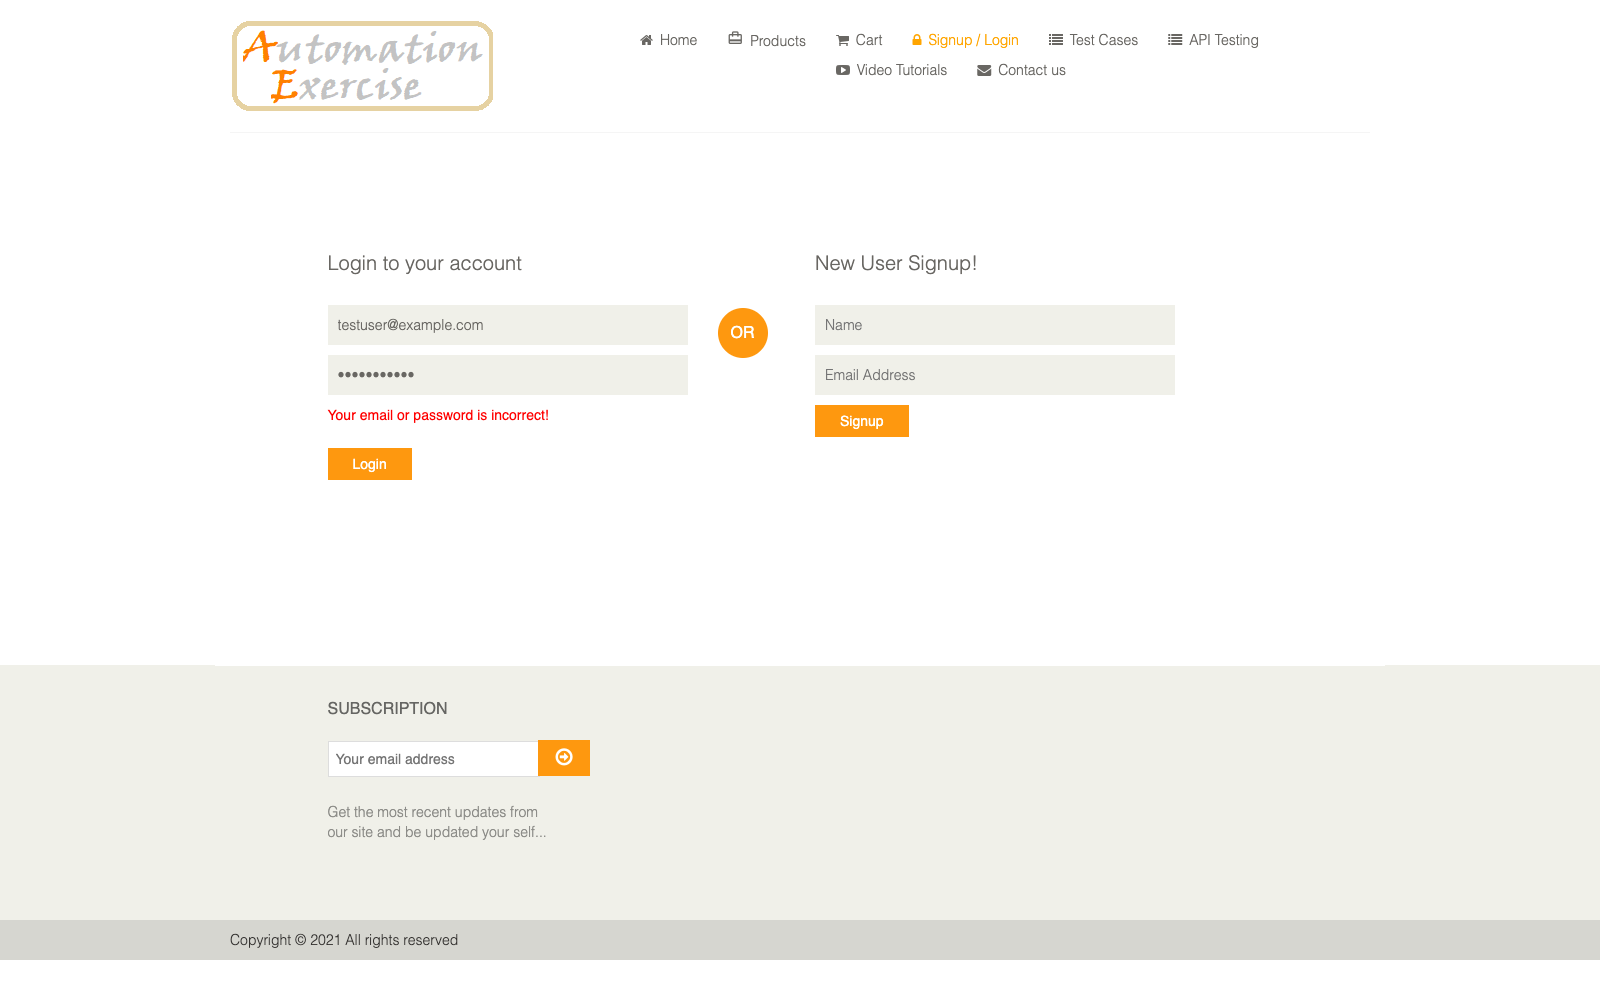 Automation
Exercise
Home Products Cart Signup / Login Test Cases API Testing
Video Tutorials Contact us
Login to your account
testuser@example.com
•••••••••••
Your email or password is incorrect!
Login
OR
New User Signup!
Name
Email Address
Signup
SUBSCRIPTION
Your email address
Get the most recent updates from
our site and be updated your self...
Copyright © 2021 All rights reserved